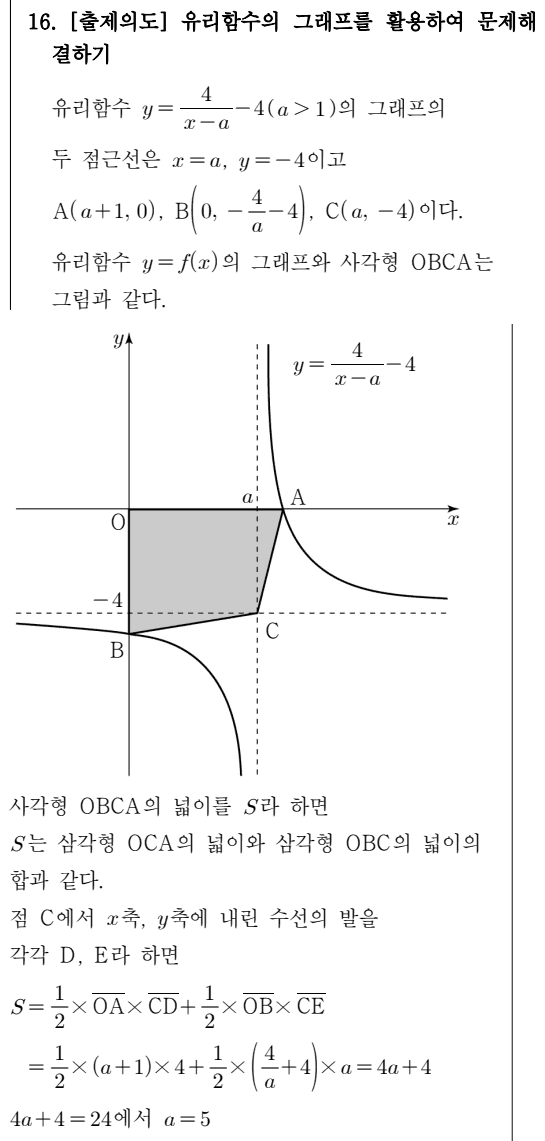 16. [출제의도] 유리함수의 그래프를 활용하여 문제해
결하기
유리함수 y = 4/(x−a) − 4 (a > 1)의 그래프의
두 점근선은 x = a, y = −4이고
A(a+1, 0), B(0, −4/a − 4), C(a, −4)이다.
유리함수 y = f(x)의 그래프와 사각형 OBCA는
그림과 같다.
y
y = 4/(x−a) − 4
a
A
O
x
−4
C
B
사각형 OBCA의 넓이를 S라 하면
S는 삼각형 OCA의 넓이와 삼각형 OBC의 넓이의
합과 같다.
점 C에서 x축, y축에 내린 수선의 발을
각각 D, E라 하면
S = 1/2 × O̅A̅ × C̅D̅ + 1/2 × O̅B̅ × C̅E̅
= 1/2 × (a+1) × 4 + 1/2 × (4/a + 4) × a = 4a + 4
4a + 4 = 24에서 a = 5